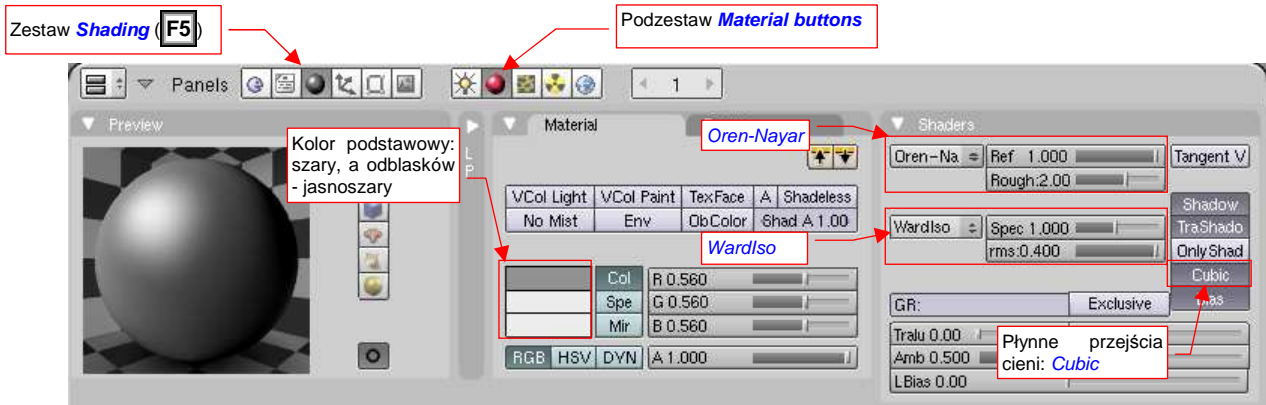 Zestaw Shading (F5)
Podzestaw Material buttons
Panels
1
Preview
Kolor podstawowy:
szary, a odblasków
- jasnoszary
L
P
Material
Oren-Nayar
VCol Light VCol Paint TexFace A Shadeless
No Mist Env ObColor Shad A 1.00
WardIso
Col R 0.560
Spe G 0.560
Mir B 0.560
RGB HSV DYN A 1.000
Shaders
Oren-Na Ref 1.000 Tangent V
Rough:2.00
Shadow
WardIso Spec 1.000 TraShado
rms:0.400 OnlyShad
Cubic
GR: Exclusive Bias
Tralu 0.00
Amb 0.500
LBias 0.00
Płynne przejścia
cieni: Cubic